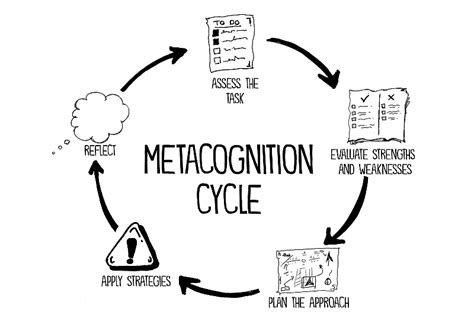 TO DO
ASSESS THE
TASK
EVALUATE STRENGTHS
AND WEAKNESSES
PLAN THE APPROACH
APPLY STRATEGIES
REFLECT
METACOGNITION
CYCLE